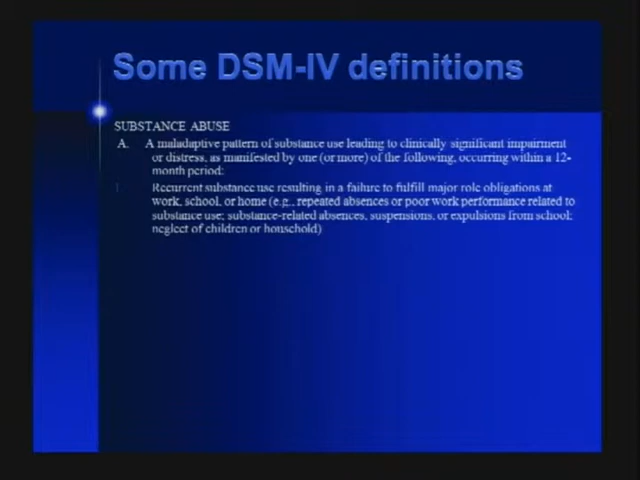 Some DSM-IV definitions
SUBSTANCE ABUSE
A. A maladaptive pattern of substance use leading to clinically significant impairment
or distress, as manifested by one (or more) of the following, occurring within a 12-
month period:
Recurrent substance use resulting in a failure to fulfill major role obligations at
work, school, or home (e.g., repeated absences or poor work performance related to
substance use; substance-related absences, suspensions, or expulsions from school;
neglect of children or household)